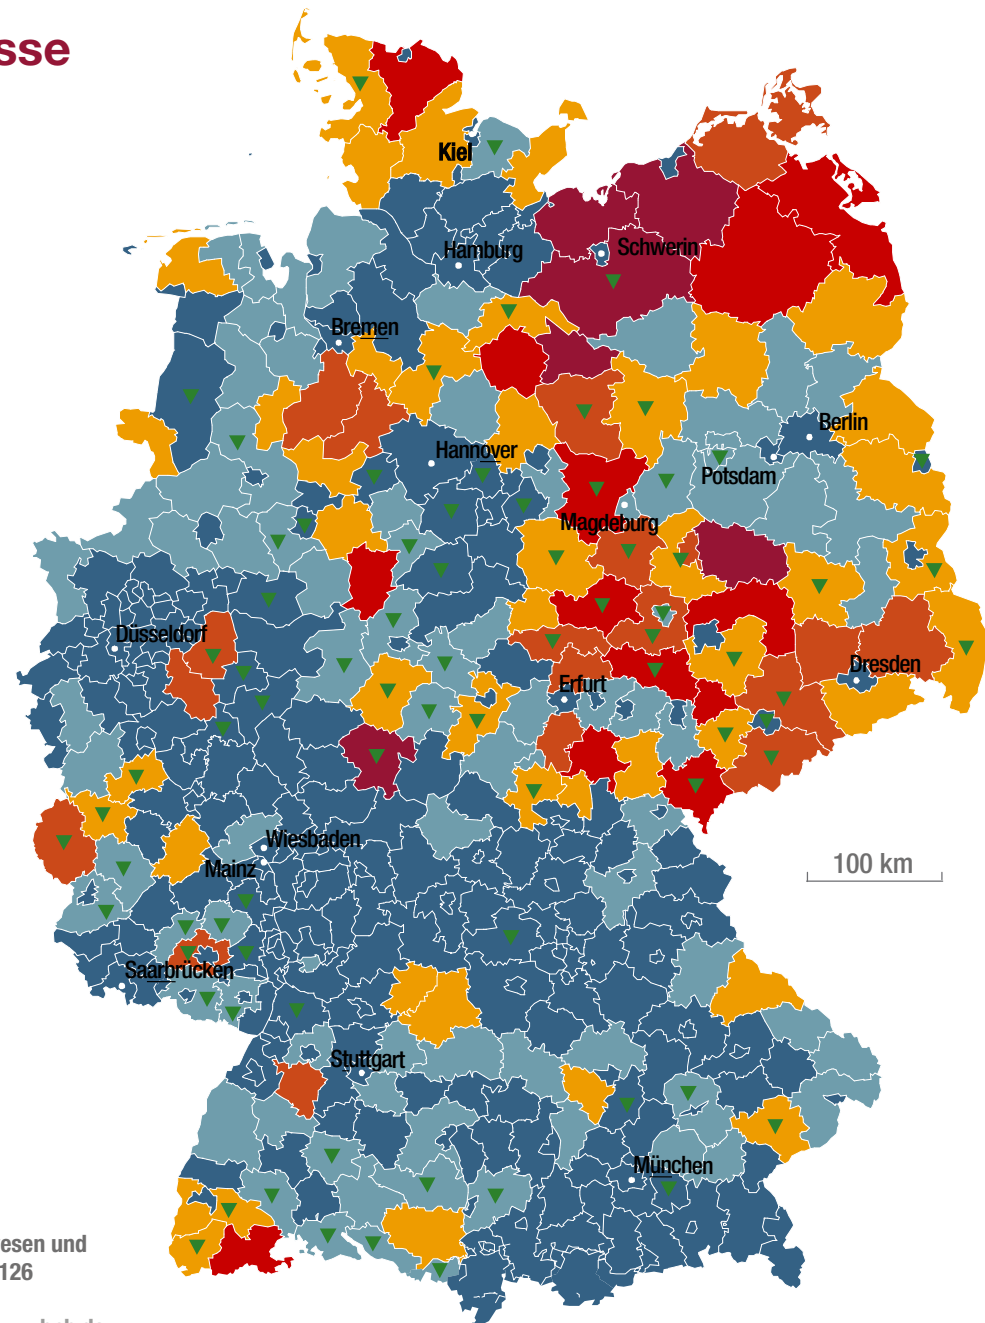 sse
Kiel
Hamburg
Schwerin
Bremen
Berlin
Hannover
Potsdam
Magdeburg
Düsseldorf
Dresden
Erfurt
Wiesbaden
Mainz
100 km
Saarbrücken
Stuttgart
München
esen und
126